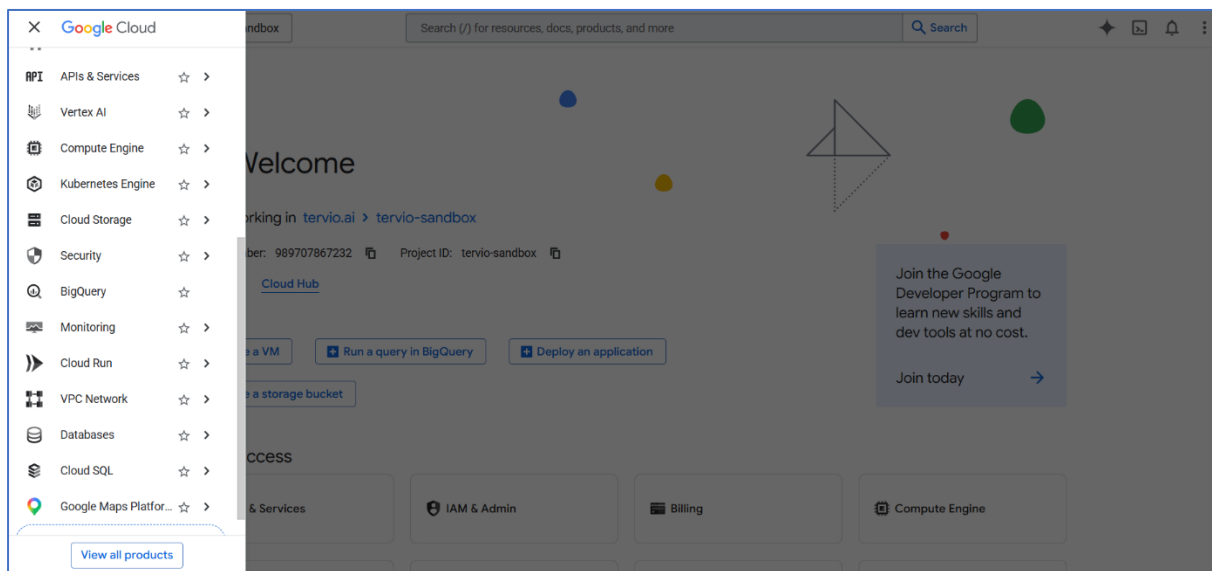 Google Cloud
API APIs & Services
Vertex AI
Compute Engine
Kubernetes Engine
Cloud Storage
Security
BigQuery
Monitoring
Cloud Run
VPC Network
Databases
Cloud SQL
Google Maps Platfor...
View all products
ndbox
Search (/) for resources, docs, products, and more
Search
Welcome
orking in tervio.ai > tervio-sandbox
ber: 989707867232 Project ID: tervio-sandbox
Cloud Hub
e a VM
Run a query in BigQuery
Deploy an application
e a storage bucket
Join the Google
Developer Program to
learn new skills and
dev tools at no cost.
Join today
ccess
& Services
IAM & Admin
Billing
Compute Engine